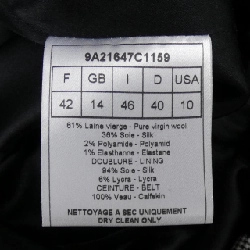 9A21647C1159
F GB I D USA
42 14 46 40 10
61% Laine vierge - Pure virgin wool
36% Soie - Silk
2% Polyamide - Polyamid
1% Elasthanne - Elastane
DOUBLURE - LINING
94% Soie - Silk
6% Lycra - Lycra
CEINTURE - BELT
100% Veau - Calfskin
NETTOYAGE A SEC UNIQUEMENT
DRY CLEAN ONLY